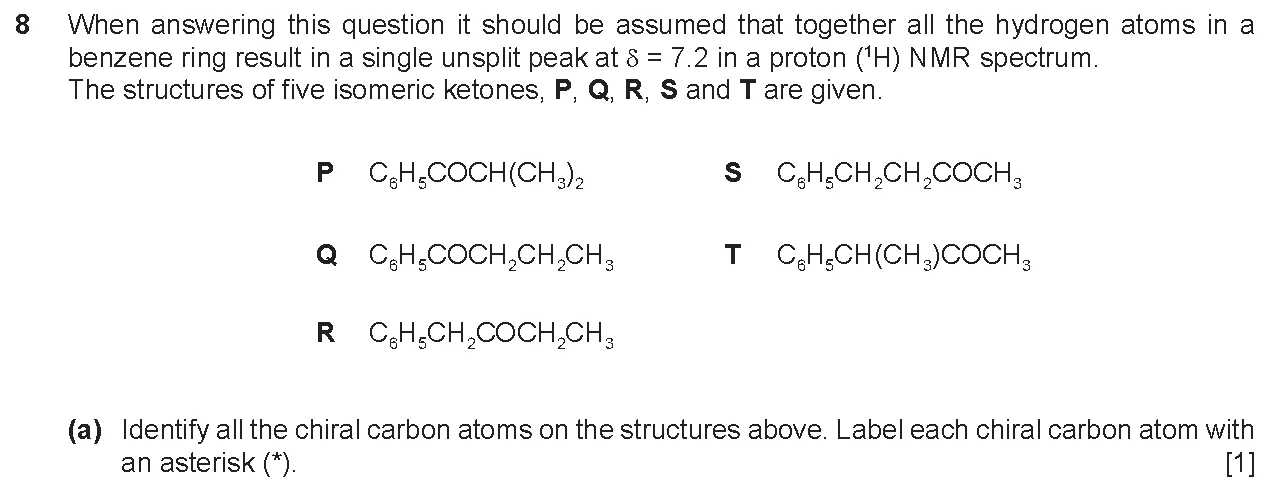 8 When answering this question it should be assumed that together all the hydrogen atoms in a
benzene ring result in a single unsplit peak at δ = 7.2 in a proton (¹H) NMR spectrum.
The structures of five isomeric ketones, P, Q, R, S and T are given.
P C₆H₅COCH(CH₃)₂ S C₆H₅CH₂CH₂COCH₃
Q C₆H₅COCH₂CH₂CH₃ T C₆H₅CH(CH₃)COCH₃
R C₆H₅CH₂COCH₂CH₃
(a) Identify all the chiral carbon atoms on the structures above. Label each chiral carbon atom with
an asterisk (*). [1]